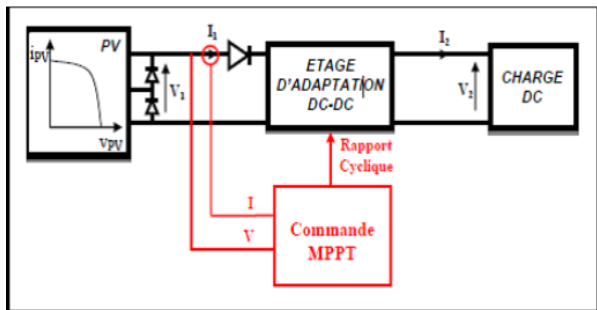 iPV
PV
VPV
V1
I1
ETAGE
D'ADAPTATION
DC-DC
I2
V2
CHARGE
DC
Rapport
Cyclique
I
V
Commande
MPPT